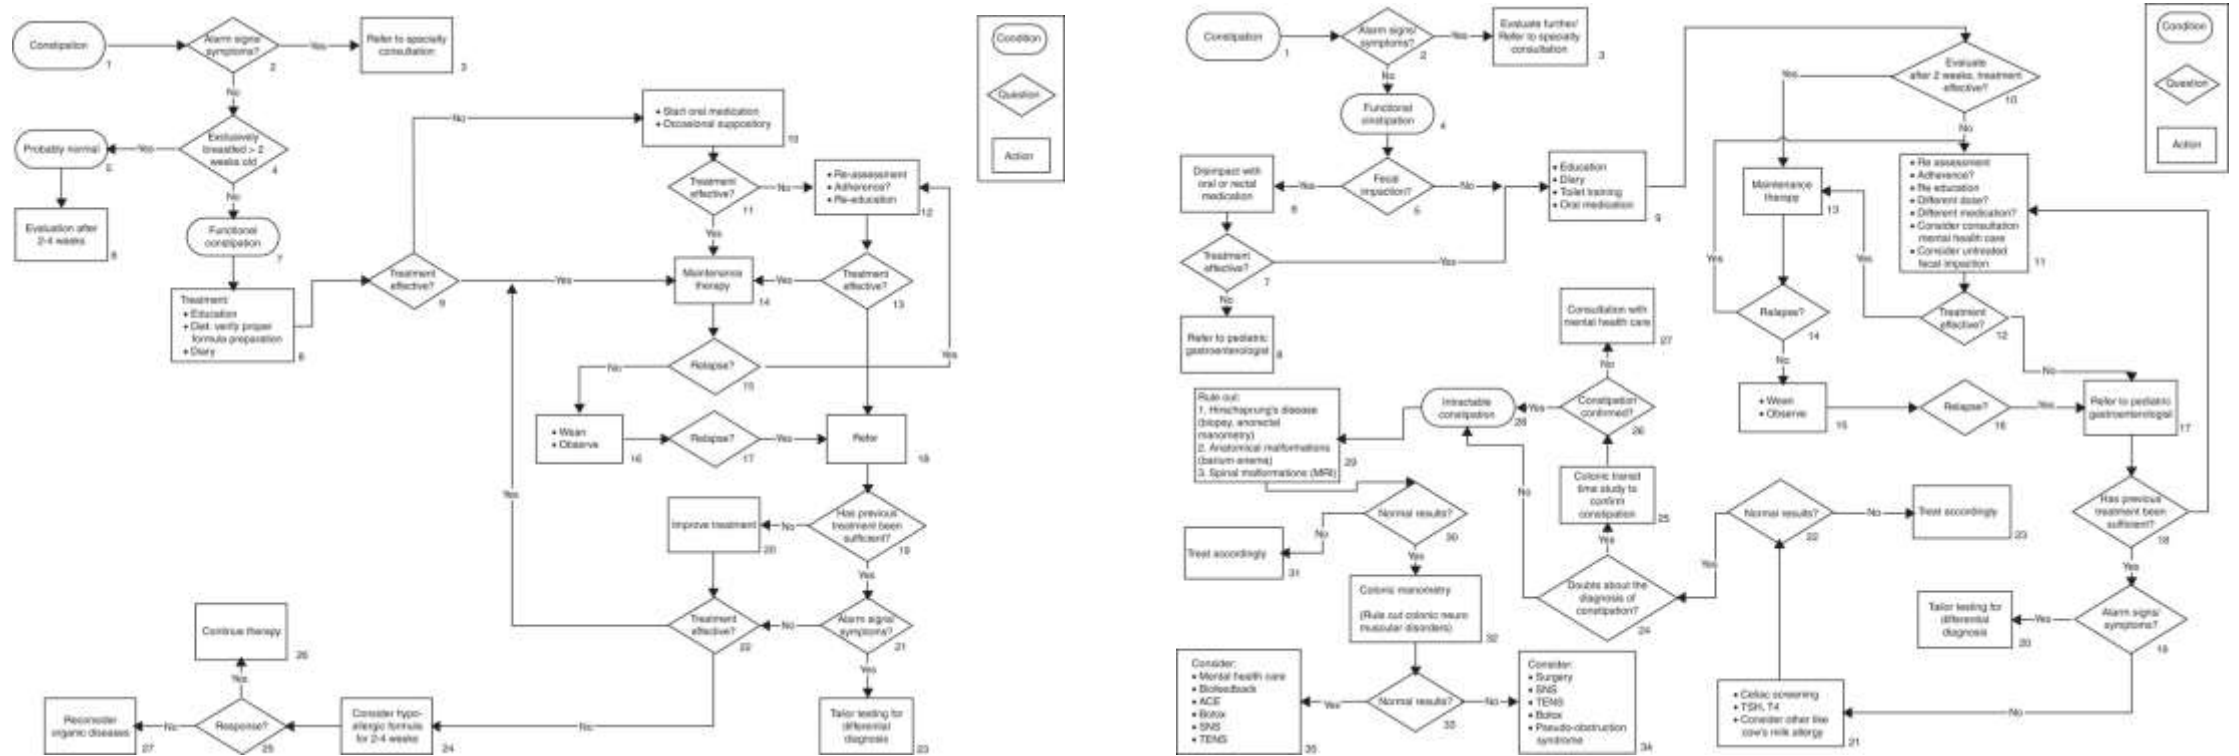 Constipation
1
Alarm signs/
symptoms?
2
Yes
Refer to specialty
consultation
3
No
Exclusively
breastfed > 2
weeks old
4
Yes
Probably normal
5
Evaluation after
2-4 weeks
6
No
Functional
constipation
7
Treatment:
• Education
• Diet: verify proper
formula preparation
• Diary
8
Treatment
effective?
9
No
• Start oral medication
• Occasional suppository
10
Treatment
effective?
11
No
• Re-assessment
• Adherence?
• Re-education
12
Yes
Yes
Maintenance
therapy
14
Yes
Treatment
effective?
13
Relapse?
15
Yes
No
• Wean
• Observe
16
Relapse?
17
Yes
Refer
18
Has previous
treatment been
sufficient?
19
No
Improve treatment
20
Yes
Alarm signs/
symptoms?
21
No
Treatment
effective?
22
Yes
Yes
Tailor testing for
differential
diagnosis
23
No
Consider hypo-
allergic formula
for 2-4 weeks
24
Response?
25
Yes
Continue therapy
26
No
Reconsider
organic diseases
27
Condition
Question
Action
Constipation
1
Alarm signs/
symptoms?
2
Yes
Evaluate further/
Refer to specialty
consultation
3
No
Functional
constipation
4
Fecal
impaction?
5
Yes
Disimpact with
oral or rectal
medication
6
No
Treatment
effective?
7
Yes
No
Refer to pediatric
gastroenterologist
8
• Education
• Diary
• Toilet training
• Oral medication
9
Evaluate
after 2 weeks, treatment
effective?
10
Yes
No
• Re assessment
• Adherence?
• Re education
• Different dose?
• Different medication?
• Consider consultation
mental health care
• Consider untreated
fecal impaction
11
Treatment
effective?
12
Yes
No
Maintenance
therapy
13
Relapse?
14
Yes
No
• Wean
• Observe
15
Relapse?
16
Yes
Refer to pediatric
gastroenterologist
17
Has previous
treatment been
sufficient?
18
Yes
Alarm signs/
symptoms?
19
Yes
Tailor testing for
differential
diagnosis
20
No
• Celiac screening
• TSH, T4
• Consider other like
cow's milk allergy
21
Normal results?
22
No
Treat accordingly
23
Yes
Doubts about the
diagnosis of
constipation?
24
Yes
Colonic transit
time study to
confirm
constipation
25
Constipation
confirmed?
26
No
Consultation with
mental health care
27
Yes
Intractable
constipation
28
No
Rule out:
1. Hirschsprung's disease
(biopsy, anorectal
manometry)
2. Anatomical malformations
(barium enema)
3. Spinal malformations (MRI)
29
Normal results?
30
No
Treat accordingly
31
Yes
Colonic manometry
(Rule out colonic neuro
muscular disorders)
32
Normal results?
33
No
Consider:
• Surgery
• SNS
• TENS
• Botox
• Pseudo-obstruction
syndrome
34
Yes
Consider:
• Mental health care
• Biofeedback
• ACE
• Botox
• SNS
• TENS
35
Condition
Question
Action